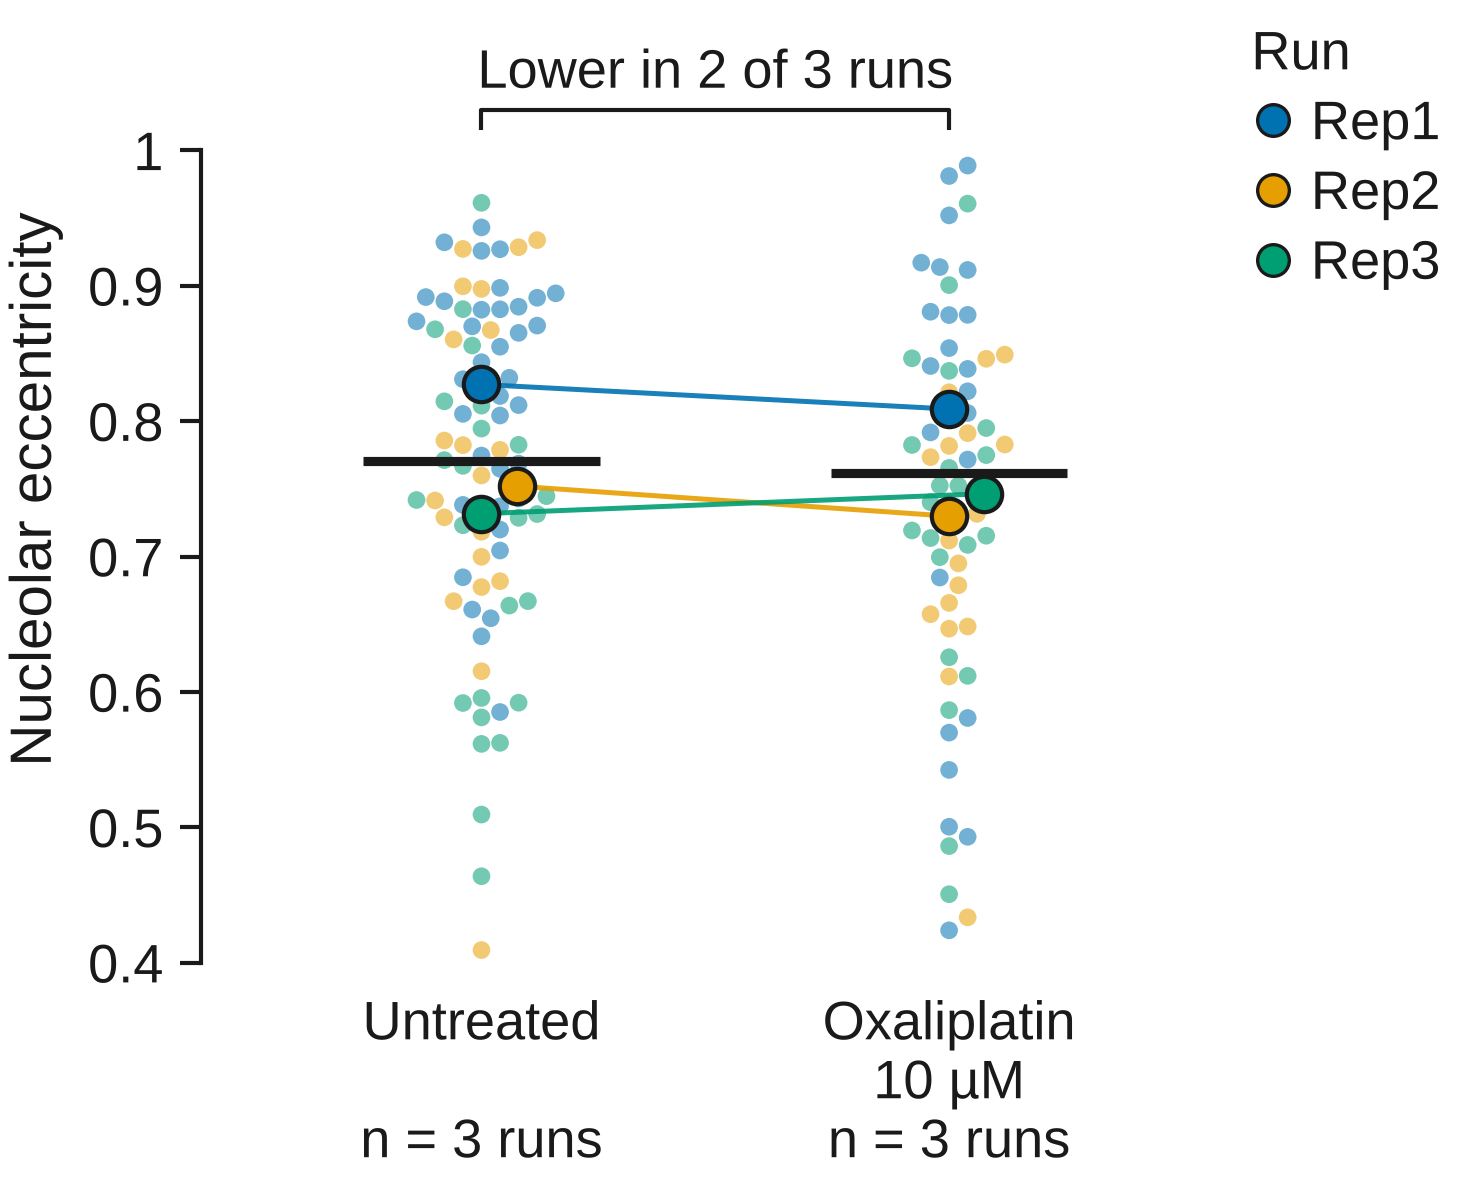 Lower in 2 of 3 runs
Run
Rep1
Rep2
Rep3
Nucleolar eccentricity
1
0.9
0.8
0.7
0.6
0.5
0.4
Untreated
n = 3 runs
Oxaliplatin
10 µM
n = 3 runs